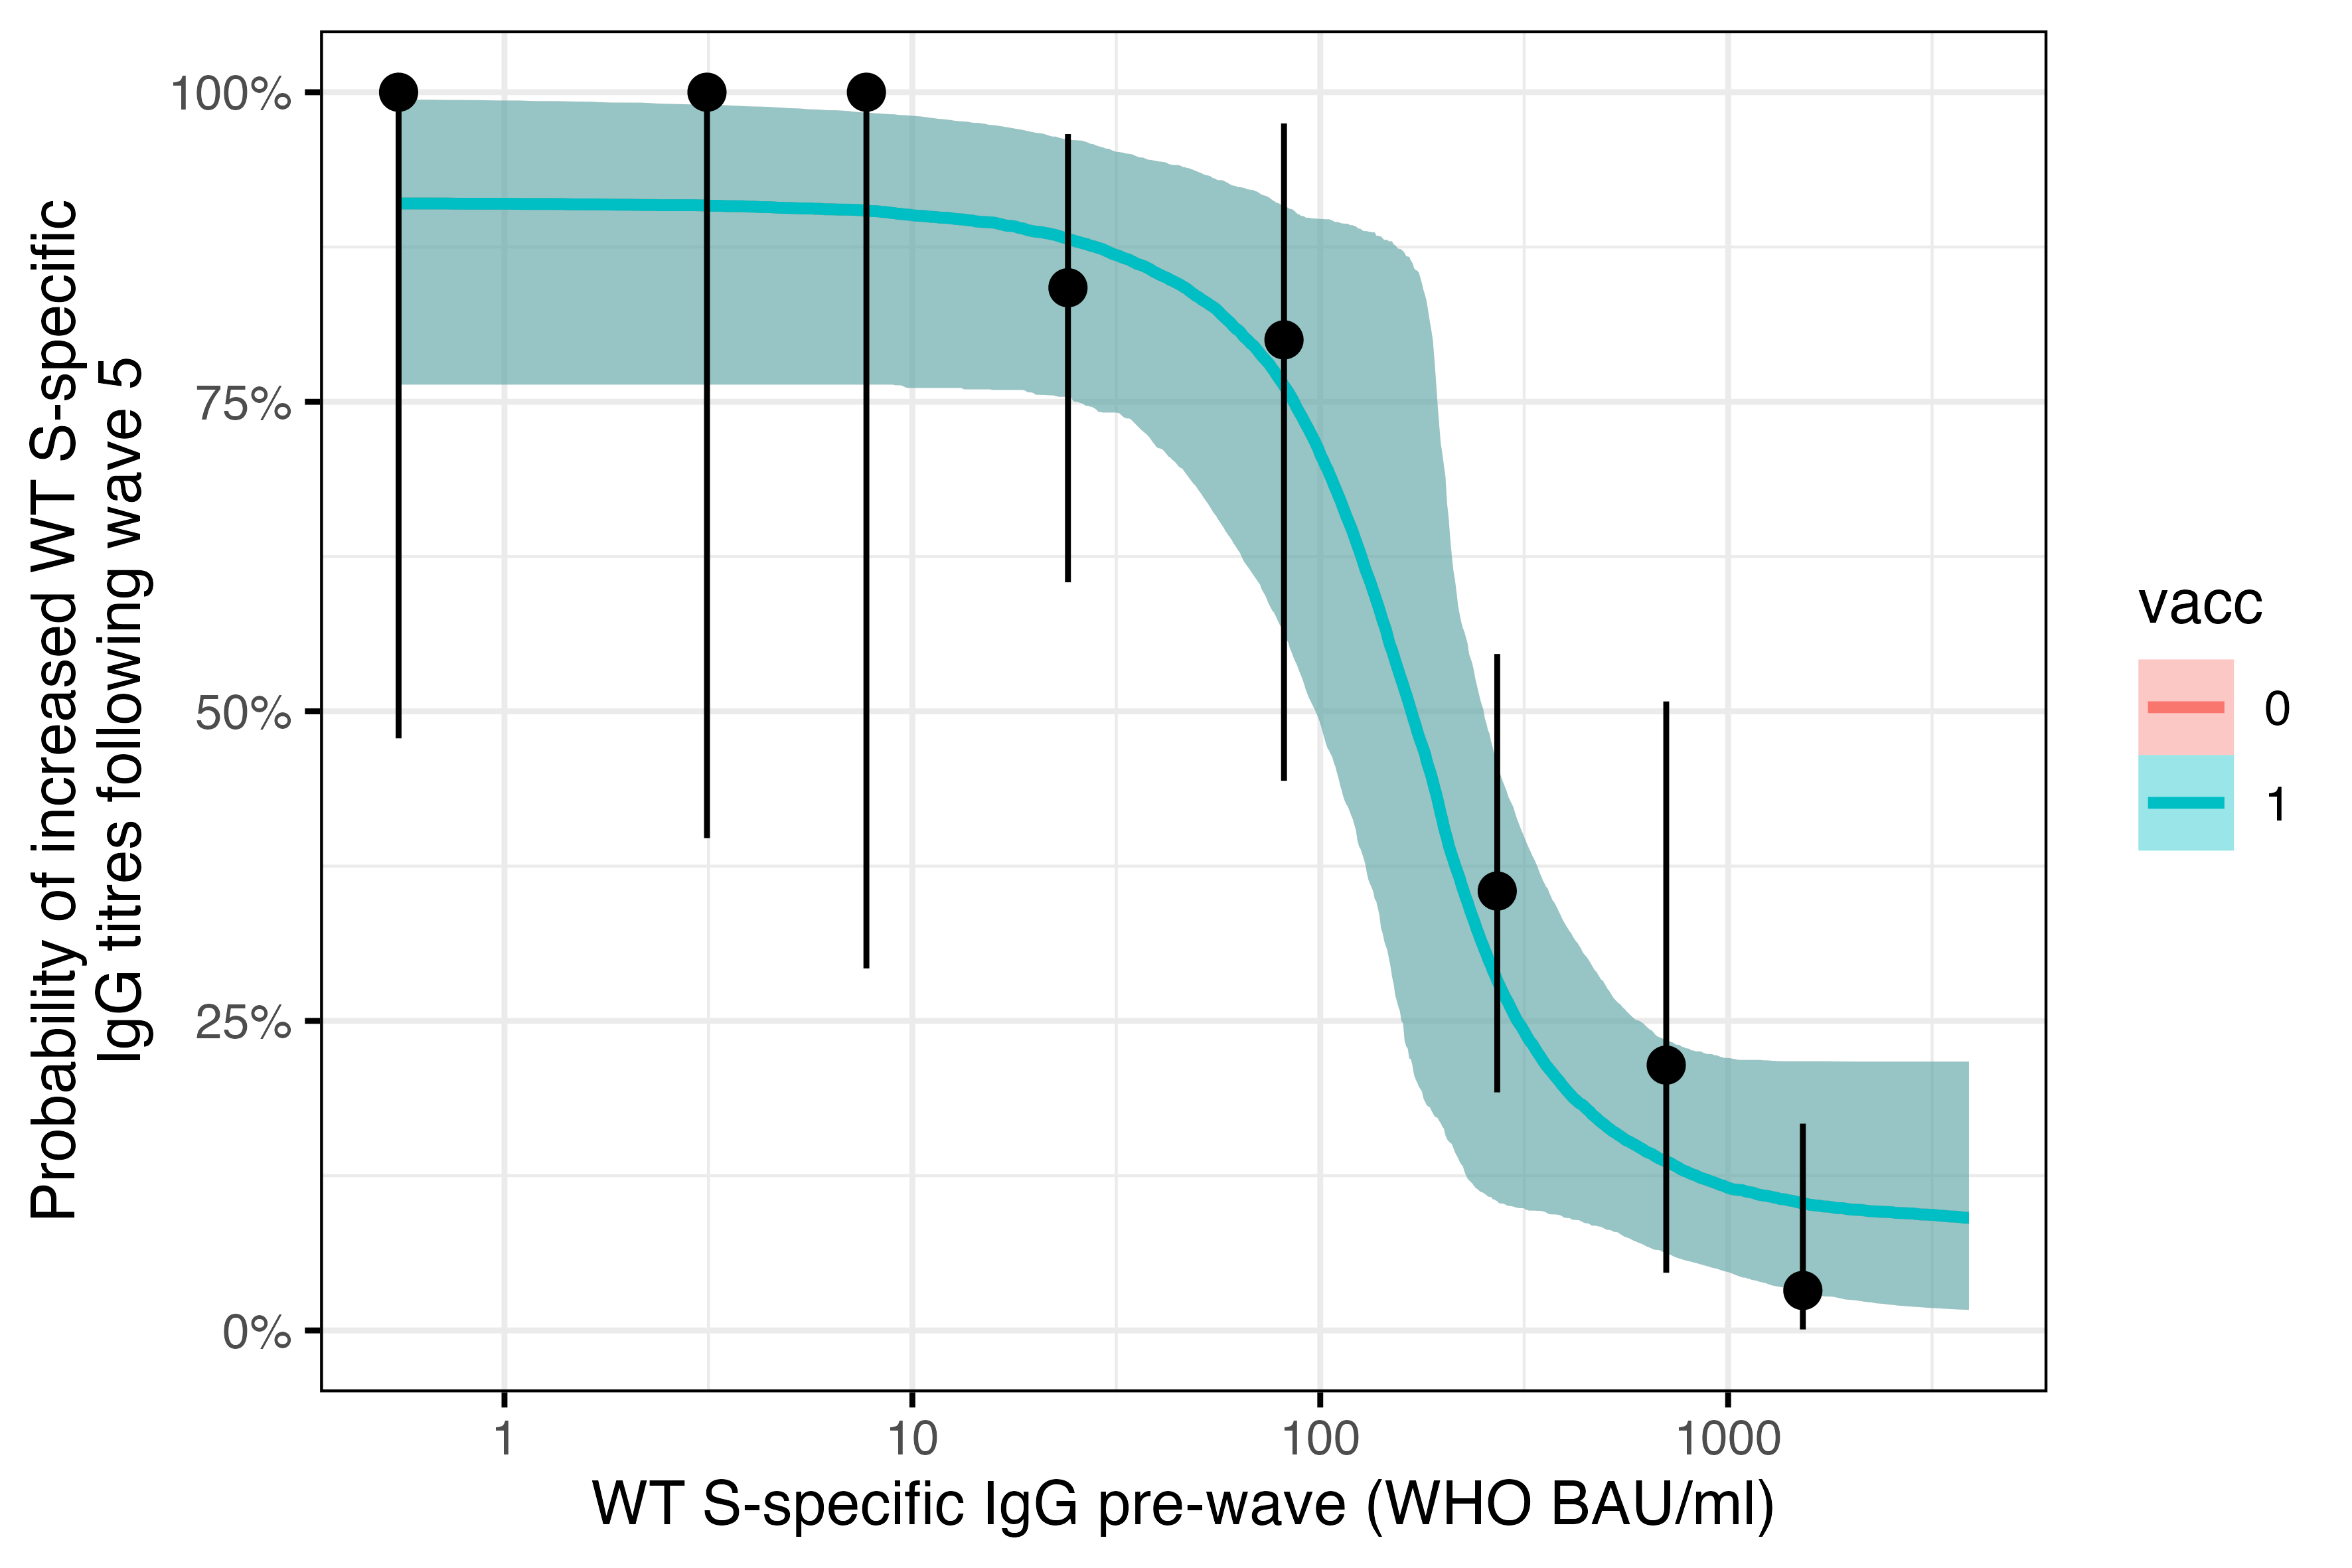 Probability of increased WT S-specific
IgG titres following wave 5
100%
75%
50%
25%
0%
1
10
100
1000
WT S-specific IgG pre-wave (WHO BAU/ml)
vacc
0
1